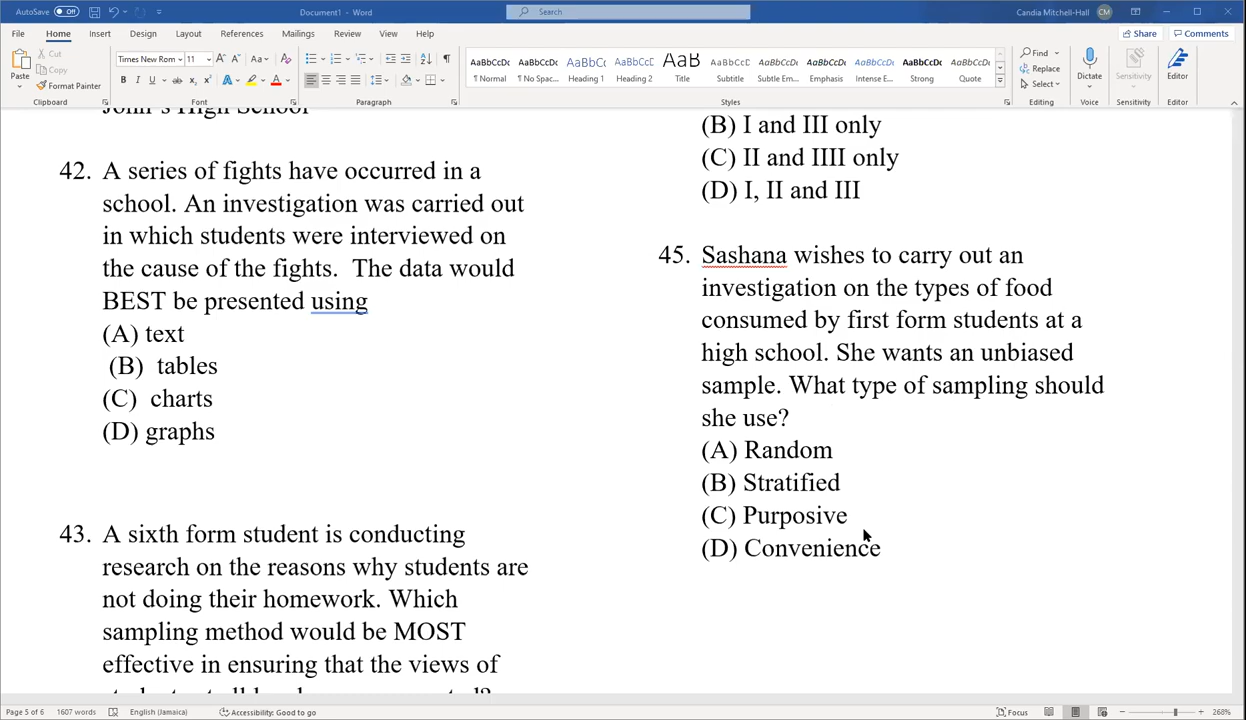 AutoSave Off
Document1 - Word
Search
Candia Mitchell-Hall CM
File Home Insert Design Layout References Mailings Review View Help
Share Comments
Paste Cut Copy Format Painter
Times New Rom 11
AaBbCcDc AaBbCcDc AaBbCc AaBbCcC AaB AaBbCcC AaBbCcDc AaBbCcDc AaBbCcDc AaBbCcDc AaBbCcDc
¶ Normal ¶ No Spac... Heading 1 Heading 2 Title Subtitle Subtle Em... Emphasis Intense E... Strong Quote
Find Replace Select
Dictate Sensitivity Editor
Clipboard Font Paragraph Styles Editing Voice Sensitivity Editor
John's High School
42. A series of fights have occurred in a
school. An investigation was carried out
in which students were interviewed on
the cause of the fights. The data would
BEST be presented using
(A) text
(B) tables
(C) charts
(D) graphs
43. A sixth form student is conducting
research on the reasons why students are
not doing their homework. Which
sampling method would be MOST
effective in ensuring that the views of
(B) I and III only
(C) II and IIII only
(D) I, II and III
45. Sashana wishes to carry out an
investigation on the types of food
consumed by first form students at a
high school. She wants an unbiased
sample. What type of sampling should
she use?
(A) Random
(B) Stratified
(C) Purposive
(D) Convenience
Page 5 of 6 1607 words English (Jamaica) Accessibility: Good to go Focus 268%